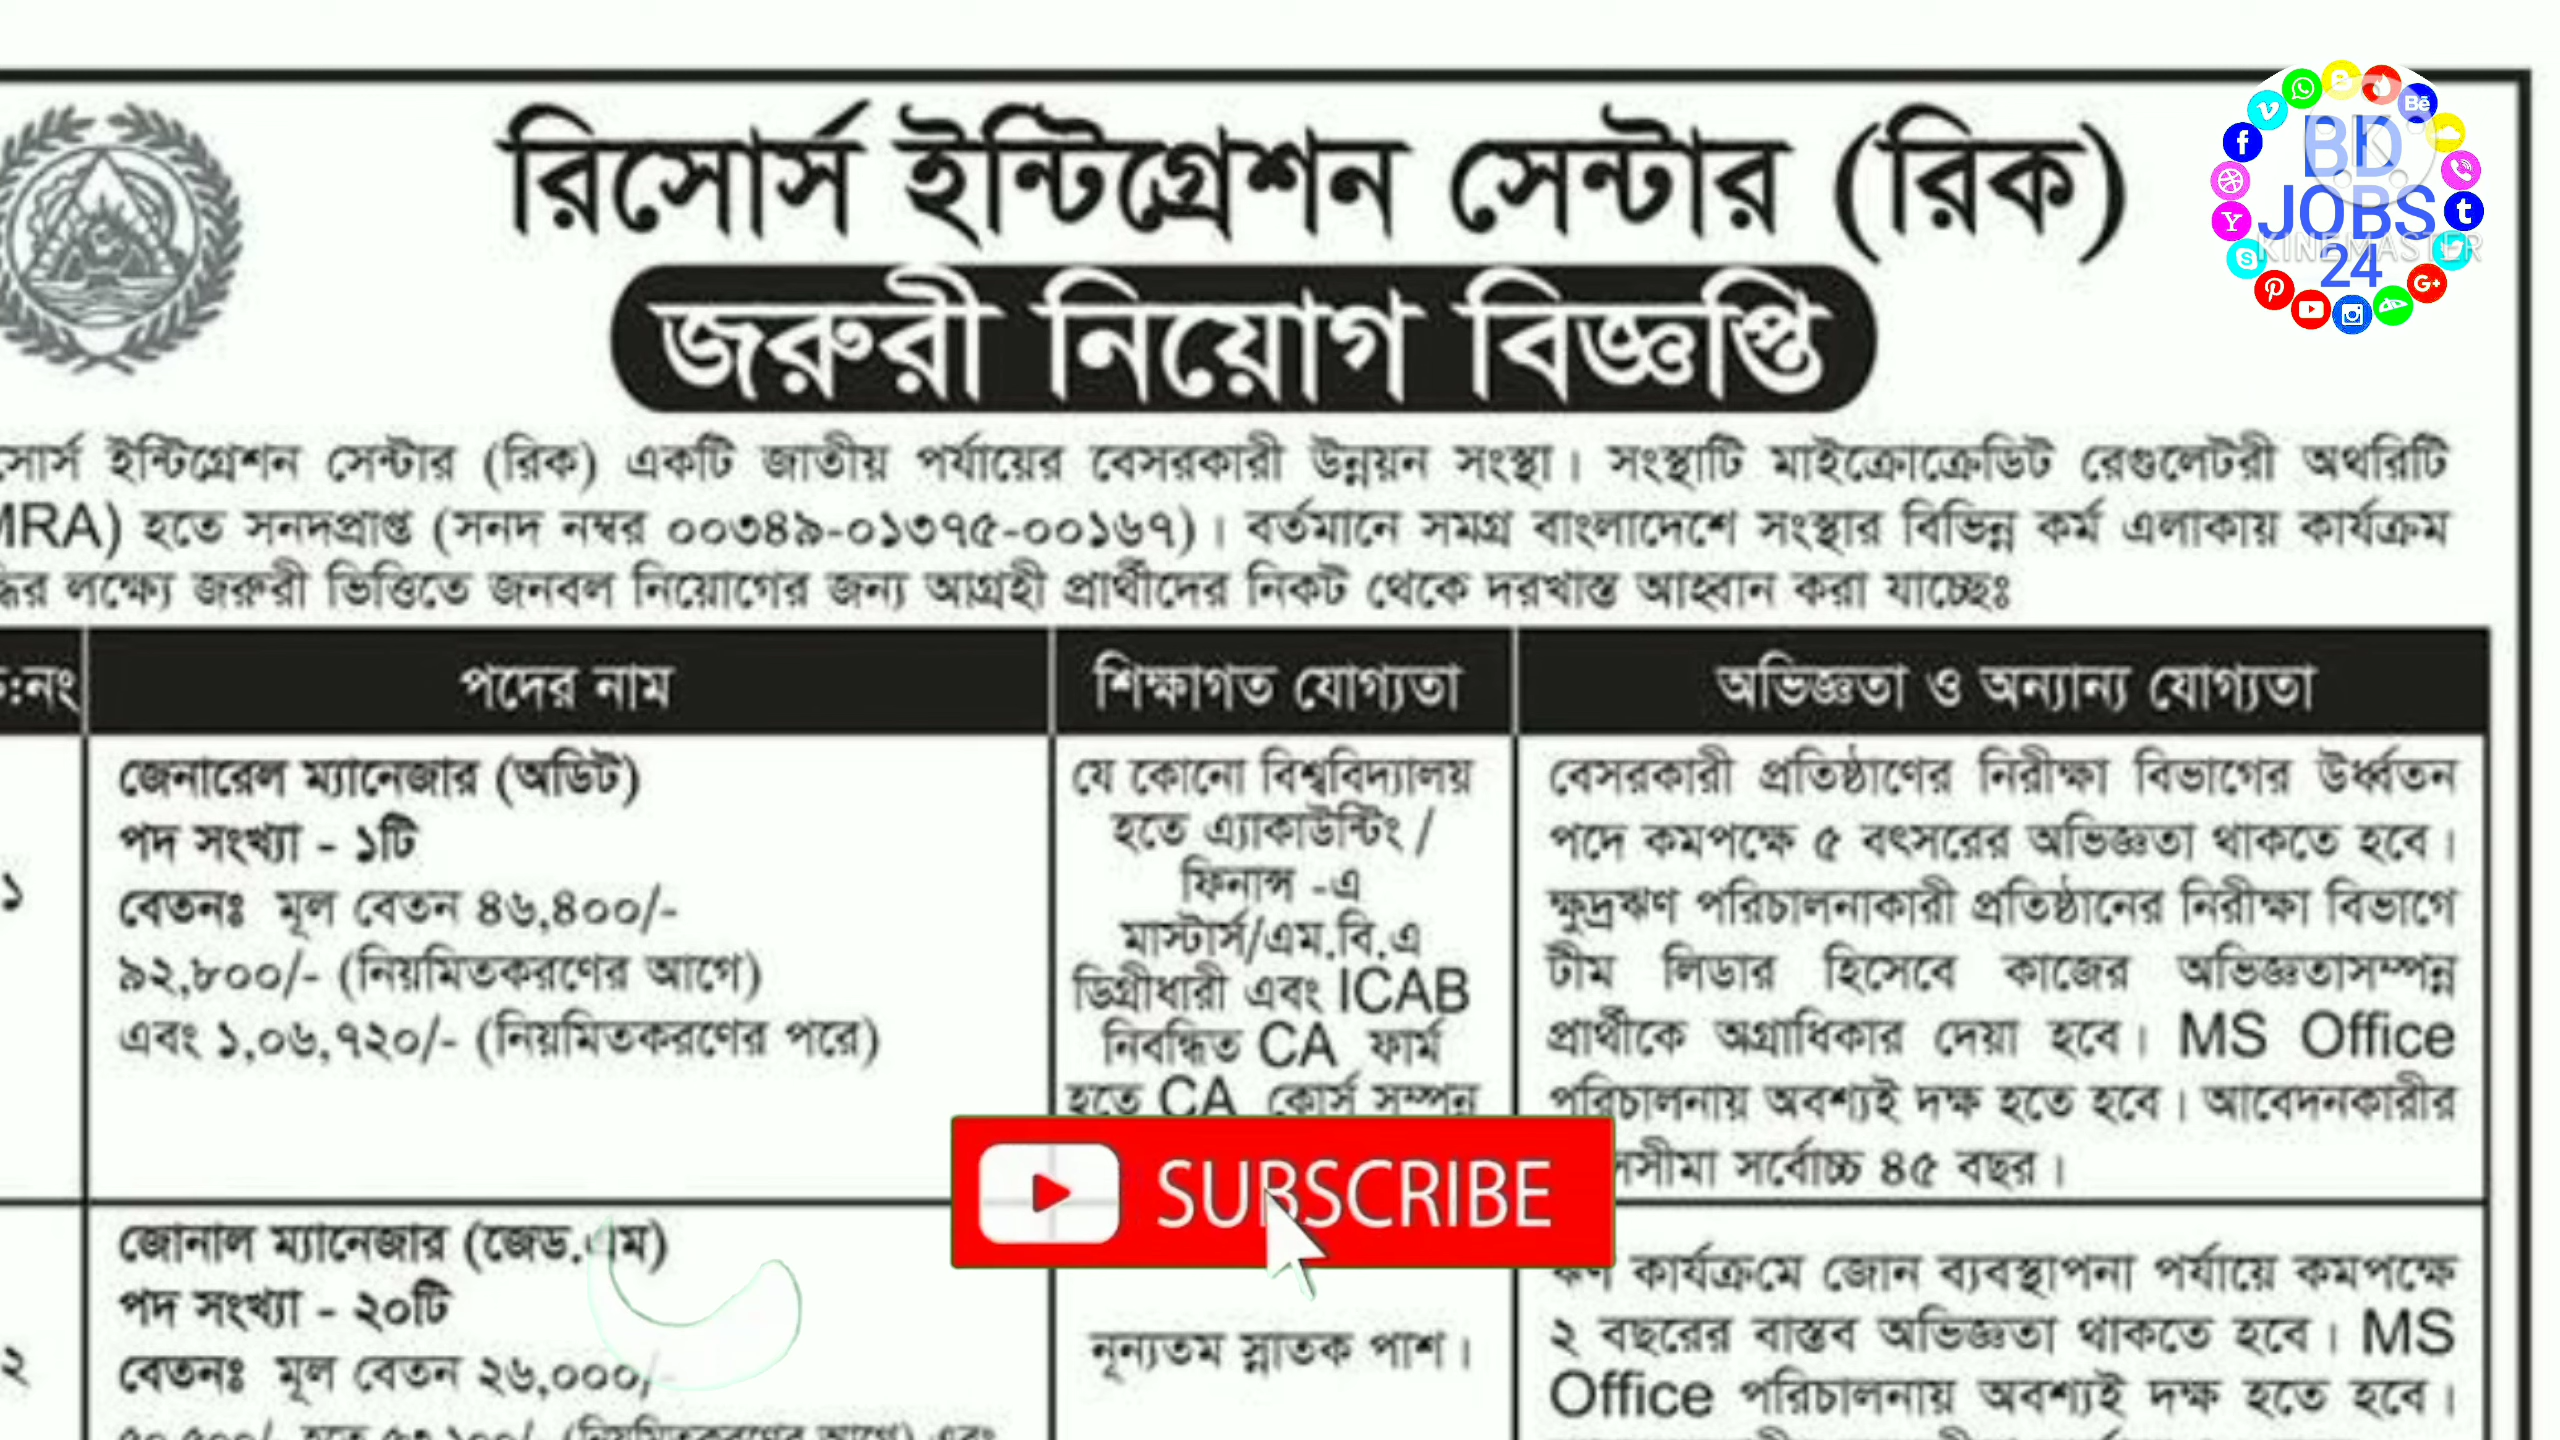 রিসোর্স ইন্টিগ্রেশন সেন্টার (রিক)
জরুরী নিয়োগ বিজ্ঞপ্তি
BD
JOBS
24
KINEMASTER
ইন্টিগ্রেশন সেন্টার (রিক) একটি জাতীয় পর্যায়ের বেসরকারী উন্নয়ন সংস্থা। সংস্থাটি মাইক্রোক্রেডিট রেগুলেটরী অথরিটি
MRA) হতে সনদপ্রাপ্ত (সনদ নম্বর ০০৩৪৯-০১৩৭৫-০০১৬৭)। বর্তমানে সমগ্র বাংলাদেশে সংস্থার বিভিন্ন কর্ম এলাকায় কার্যক্রম
লক্ষ্যে জরুরী ভিত্তিতে জনবল নিয়োগের জন্য আগ্রহী প্রার্থীদের নিকট থেকে দরখাস্ত আহ্বান করা যাচ্ছেঃ
নং
পদের নাম
শিক্ষাগত যোগ্যতা
অভিজ্ঞতা ও অন্যান্য যোগ্যতা
১
জেনারেল ম্যানেজার (অডিট)
পদ সংখ্যা - ১টি
বেতনঃ মূল বেতন ৪৬,৪০০/-
৯২,৮০০/- (নিয়মিতকরণের আগে)
এবং ১,০৬,৭২০/- (নিয়মিতকরণের পরে)
যে কোনো বিশ্ববিদ্যালয়
হতে এ্যাকাউন্টিং /
ফিনান্স -এ
মাস্টার্স/এম.বি.এ
ডিগ্রীধারী এবং ICAB
নিবন্ধিত CA ফার্ম
হতে CA কোর্স সম্পন্ন
বেসরকারী প্রতিষ্ঠাণের নিরীক্ষা বিভাগের উর্ধ্বতন
পদে কমপক্ষে ৫ বৎসরের অভিজ্ঞতা থাকতে হবে।
ক্ষুদ্রঋণ পরিচালনাকারী প্রতিষ্ঠানের নিরীক্ষা বিভাগে
টীম লিডার হিসেবে কাজের অভিজ্ঞতাসম্পন্ন
প্রার্থীকে অগ্রাধিকার দেয়া হবে। MS Office
পরিচালনায় অবশ্যই দক্ষ হতে হবে। আবেদনকারীর
সর্বোচ্চ ৪৫ বছর।
SUBSCRIBE
২
জোনাল ম্যানেজার (জেড.এম)
পদ সংখ্যা - ২০টি
বেতনঃ মূল বেতন ২৬,০০০/-
নূন্যতম স্নাতক পাশ।
কার্যক্রমে জোন ব্যবস্থাপনা পর্যায়ে কমপক্ষে
২ বছরের বাস্তব অভিজ্ঞতা থাকতে হবে। MS
Office পরিচালনায় অবশ্যই দক্ষ হতে হবে।